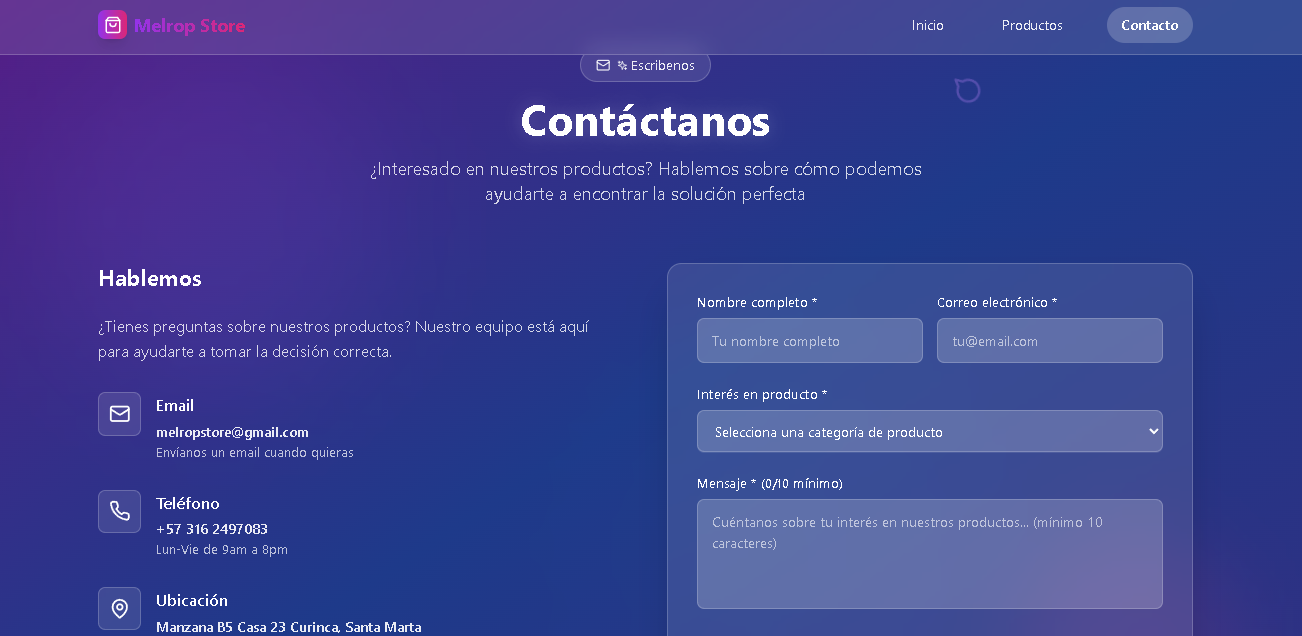 Melrop Store
Inicio
Productos
Contacto
Escribenos
Contáctanos
¿Interesado en nuestros productos? Hablemos sobre cómo podemos
ayudarte a encontrar la solución perfecta
Hablemos
¿Tienes preguntas sobre nuestros productos? Nuestro equipo está aquí
para ayudarte a tomar la decisión correcta.
Email
melropstore@gmail.com
Envíanos un email cuando quieras
Teléfono
+57 316 2497083
Lun-Vie de 9am a 8pm
Ubicación
Manzana B5 Casa 23 Curinca, Santa Marta
Nombre completo *
Tu nombre completo
Correo electrónico *
tu@email.com
Interés en producto *
Selecciona una categoría de producto
Mensaje * (0/10 mínimo)
Cuéntanos sobre tu interés en nuestros productos... (mínimo 10
caracteres)